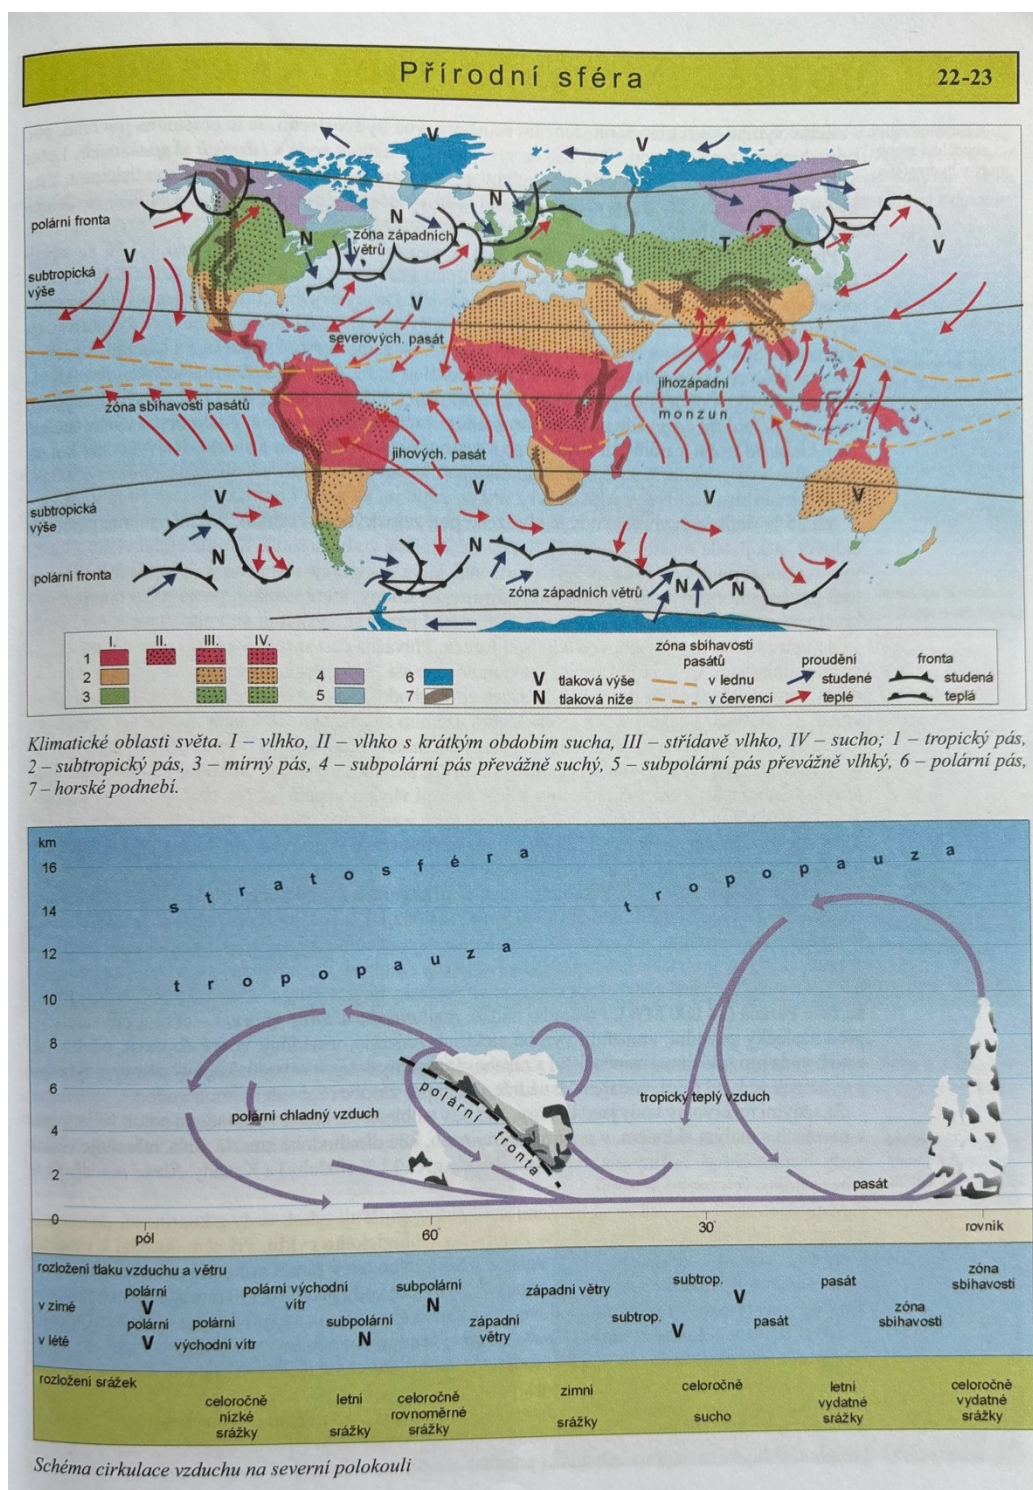 Přírodní sféra
22-23
V
V
polární fronta
N
N
N
zóna západních
větrů
T
V
V
subtropická
výše
V
severových. pasát
jihozápadní
monzun
zóna sbíhavosti pasátů
jihových. pasát
V
V
V
V
subtropická
výše
N
N
polární fronta
zóna západních větrů
N
N
I.
II.
III.
IV.
1
2
3
4
5
6
7
V tlaková výše
N tlaková níže
zóna sbíhavosti
pasátů
v lednu
v červenci
proudění
studené
teplé
fronta
studená
teplá
Klimatické oblasti světa. I – vlhko, II – vlhko s krátkým obdobím sucha, III – střídavě vlhko, IV – sucho; 1 – tropický pás,
2 – subtropický pás, 3 – mírný pás, 4 – subpolární pás převážně suchý, 5 – subpolární pás převážně vlhký, 6 – polární pás,
7 – horské podnebí.
km
16
14
12
10
8
6
4
2
0
stratosféra
tropopauza
tropopauza
polární chladný vzduch
polární fronta
tropický teplý vzduch
pasát
pól
60°
30°
rovník
rozložení tlaku vzduchu a větru
v zimě
polární
V
polární východní
vítr
subpolární
N
západní větry
subtrop.
V
pasát
zóna
sbíhavosti
v létě
polární
V
polární
východní vítr
subpolární
N
západní
větry
subtrop.
V
pasát
zóna
sbíhavosti
rozložení srážek
celoročně
nízké
srážky
letní
srážky
celoročně
rovnoměrné
srážky
zimní
srážky
celoročně
sucho
letní
vydatné
srážky
celoročně
vydatné
srážky
Schéma cirkulace vzduchu na severní polokouli